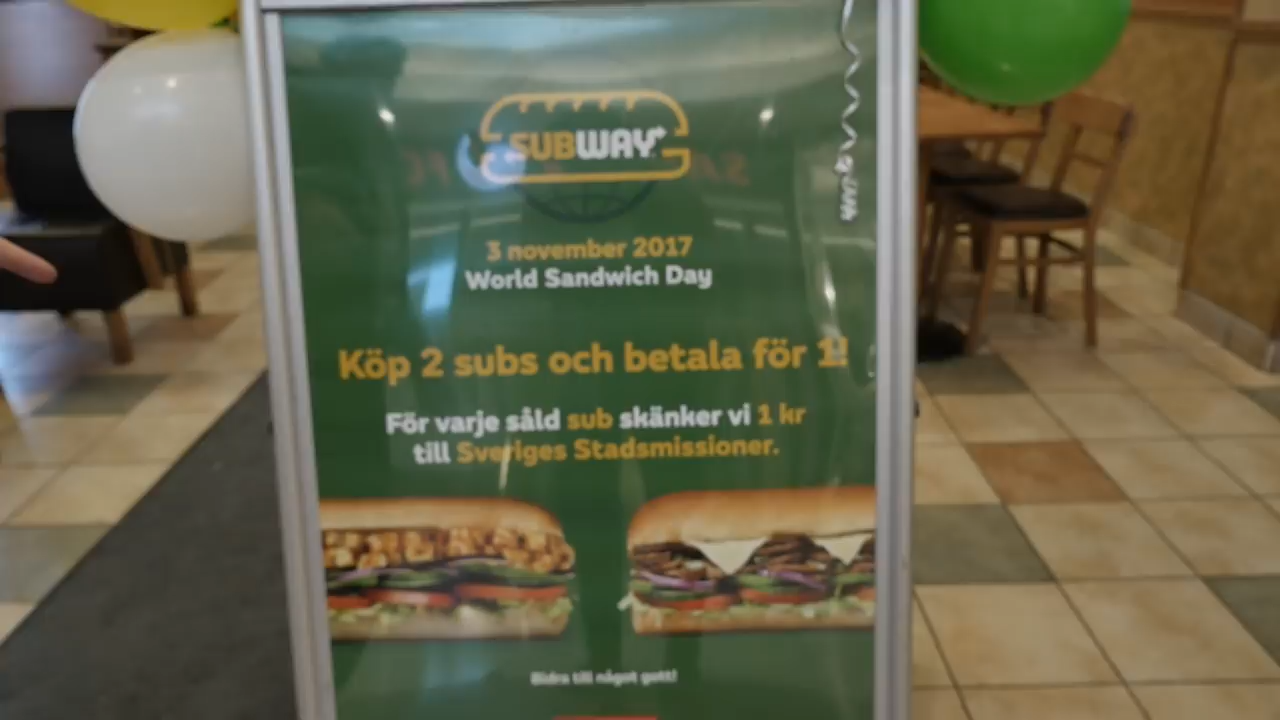 SUBWAY
3 november 2017
World Sandwich Day
Köp 2 subs och betala för 1!
För varje såld sub skänker vi 1 kr
till Sveriges Stadsmissioner.
Bidra till något gott!